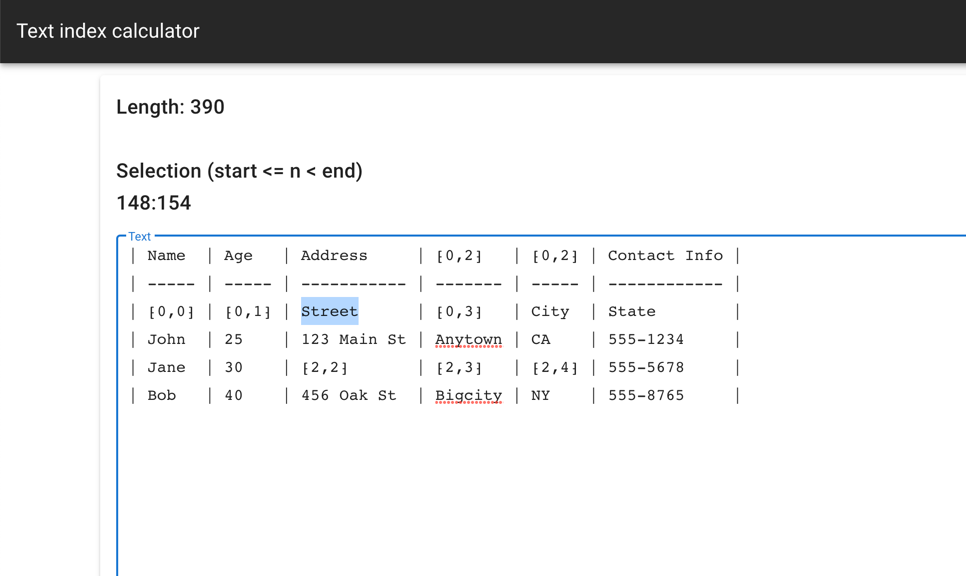 Text index calculator
Length: 390
Selection (start <= n < end)
148:154
Text
| Name  | Age   | Address     | [0,2]   | [0,2] | Contact Info |
| ----- | ----- | ----------- | ------- | ----- | ------------ |
| [0,0] | [0,1] | Street      | [0,3]   | City  | State        |
| John  | 25    | 123 Main St | Anytown | CA    | 555-1234     |
| Jane  | 30    | [2,2]       | [2,3]   | [2,4] | 555-5678     |
| Bob   | 40    | 456 Oak St  | Bigcity | NY    | 555-8765     |